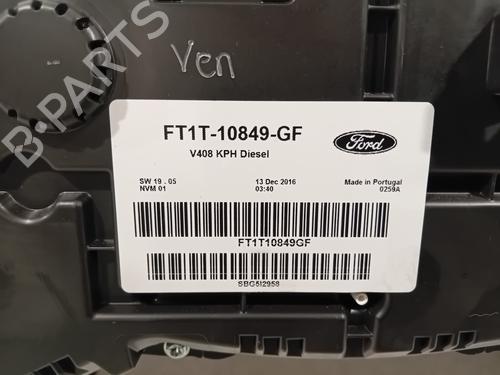 B-PARTS
Ven
FT1T-10849-GF
V408 KPH Diesel
Ford
SW 19 . 05
NVM 01
13 Dec 2016
03:40
Made in Portugal
0259A
FT1T10849GF
SBG5I2958